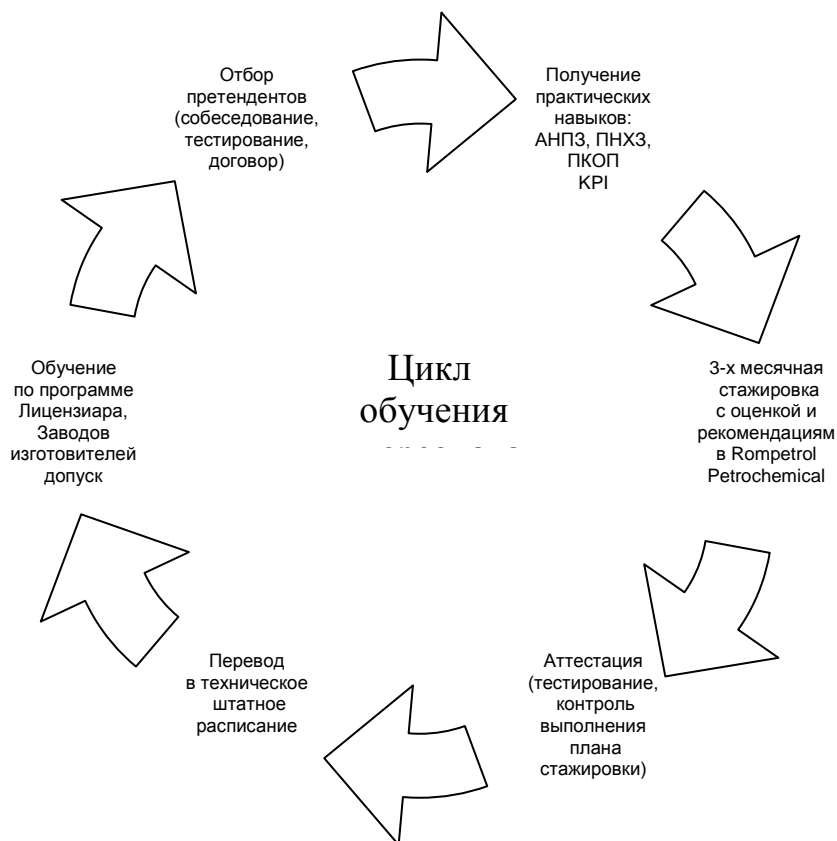 Отбор
претендентов
(собеседование,
тестирование,
договор)
Получение
практических
навыков:
АНПЗ, ПНХЗ,
ПКОП
KPI
3-х месячная
стажировка
с оценкой и
рекомендациям
в Rompetrol
Petrochemical
Аттестация
(тестирование,
контроль
выполнения
плана
стажировки)
Перевод
в техническое
штатное
расписание
Обучение
по программе
Лицензиара,
Заводов
изготовителей
допуск
Цикл
обучения